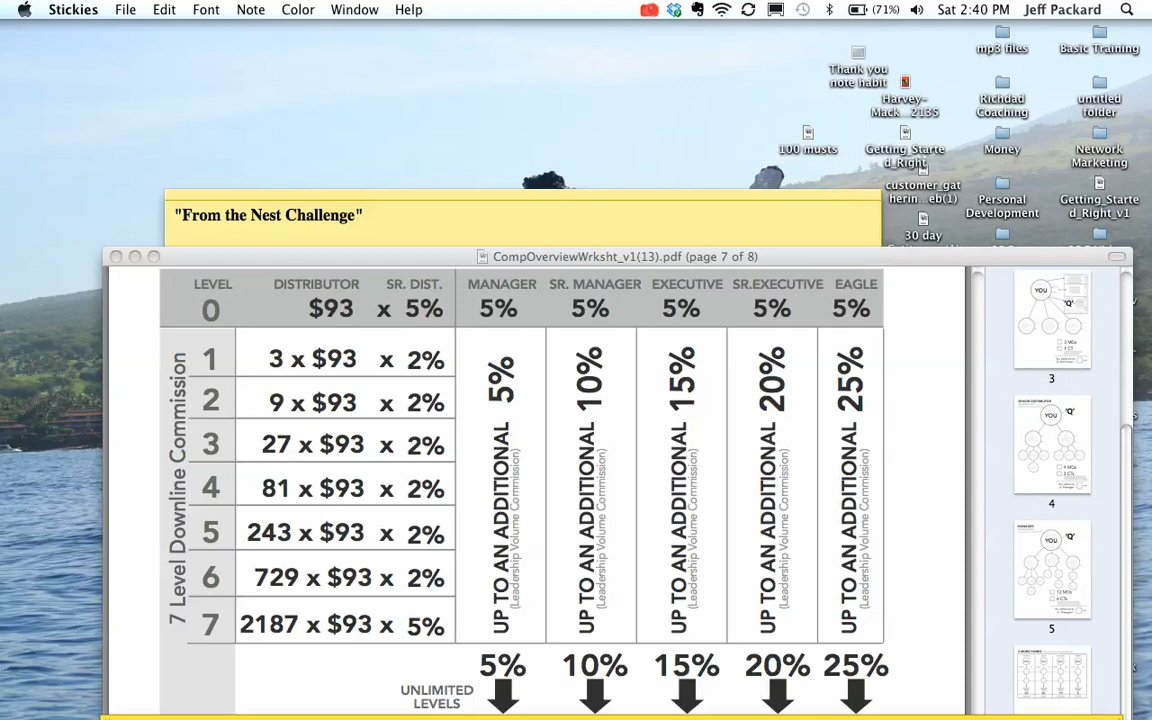 Stickies File Edit Font Note Color Window Help (71%) Sat 2:40 PM Jeff Packard
mp3 files Basic Training
Thank you
note habit
Harvey-
Mack...2135
Richdad
Coaching
untitled
folder
100 musts
Getting_Starte
d_Right_
Money
Network
Marketing
customer_gat
herin...eb(1)
Personal
Development
Getting_Starte
d_Right_v1
30 day
"From the Nest Challenge"
CompOverviewWrksht_v1(13).pdf (page 7 of 8)
LEVEL DISTRIBUTOR SR. DIST. MANAGER SR. MANAGER EXECUTIVE SR.EXECUTIVE EAGLE
0 $93 x 5% 5% 5% 5% 5% 5%
7 Level Downline Commission
1 3 x $93 x 2%
2 9 x $93 x 2%
3 27 x $93 x 2%
4 81 x $93 x 2%
5 243 x $93 x 2%
6 729 x $93 x 2%
7 2187 x $93 x 5%
UP TO AN ADDITIONAL 5%
(Leadership Volume Commission)
UP TO AN ADDITIONAL 10%
(Leadership Volume Commission)
UP TO AN ADDITIONAL 15%
(Leadership Volume Commission)
UP TO AN ADDITIONAL 20%
(Leadership Volume Commission)
UP TO AN ADDITIONAL 25%
(Leadership Volume Commission)
UNLIMITED
LEVELS
5% 10% 15% 20% 25%
YOU 'Q'
3
YOU 'Q'
4
YOU 'Q'
5